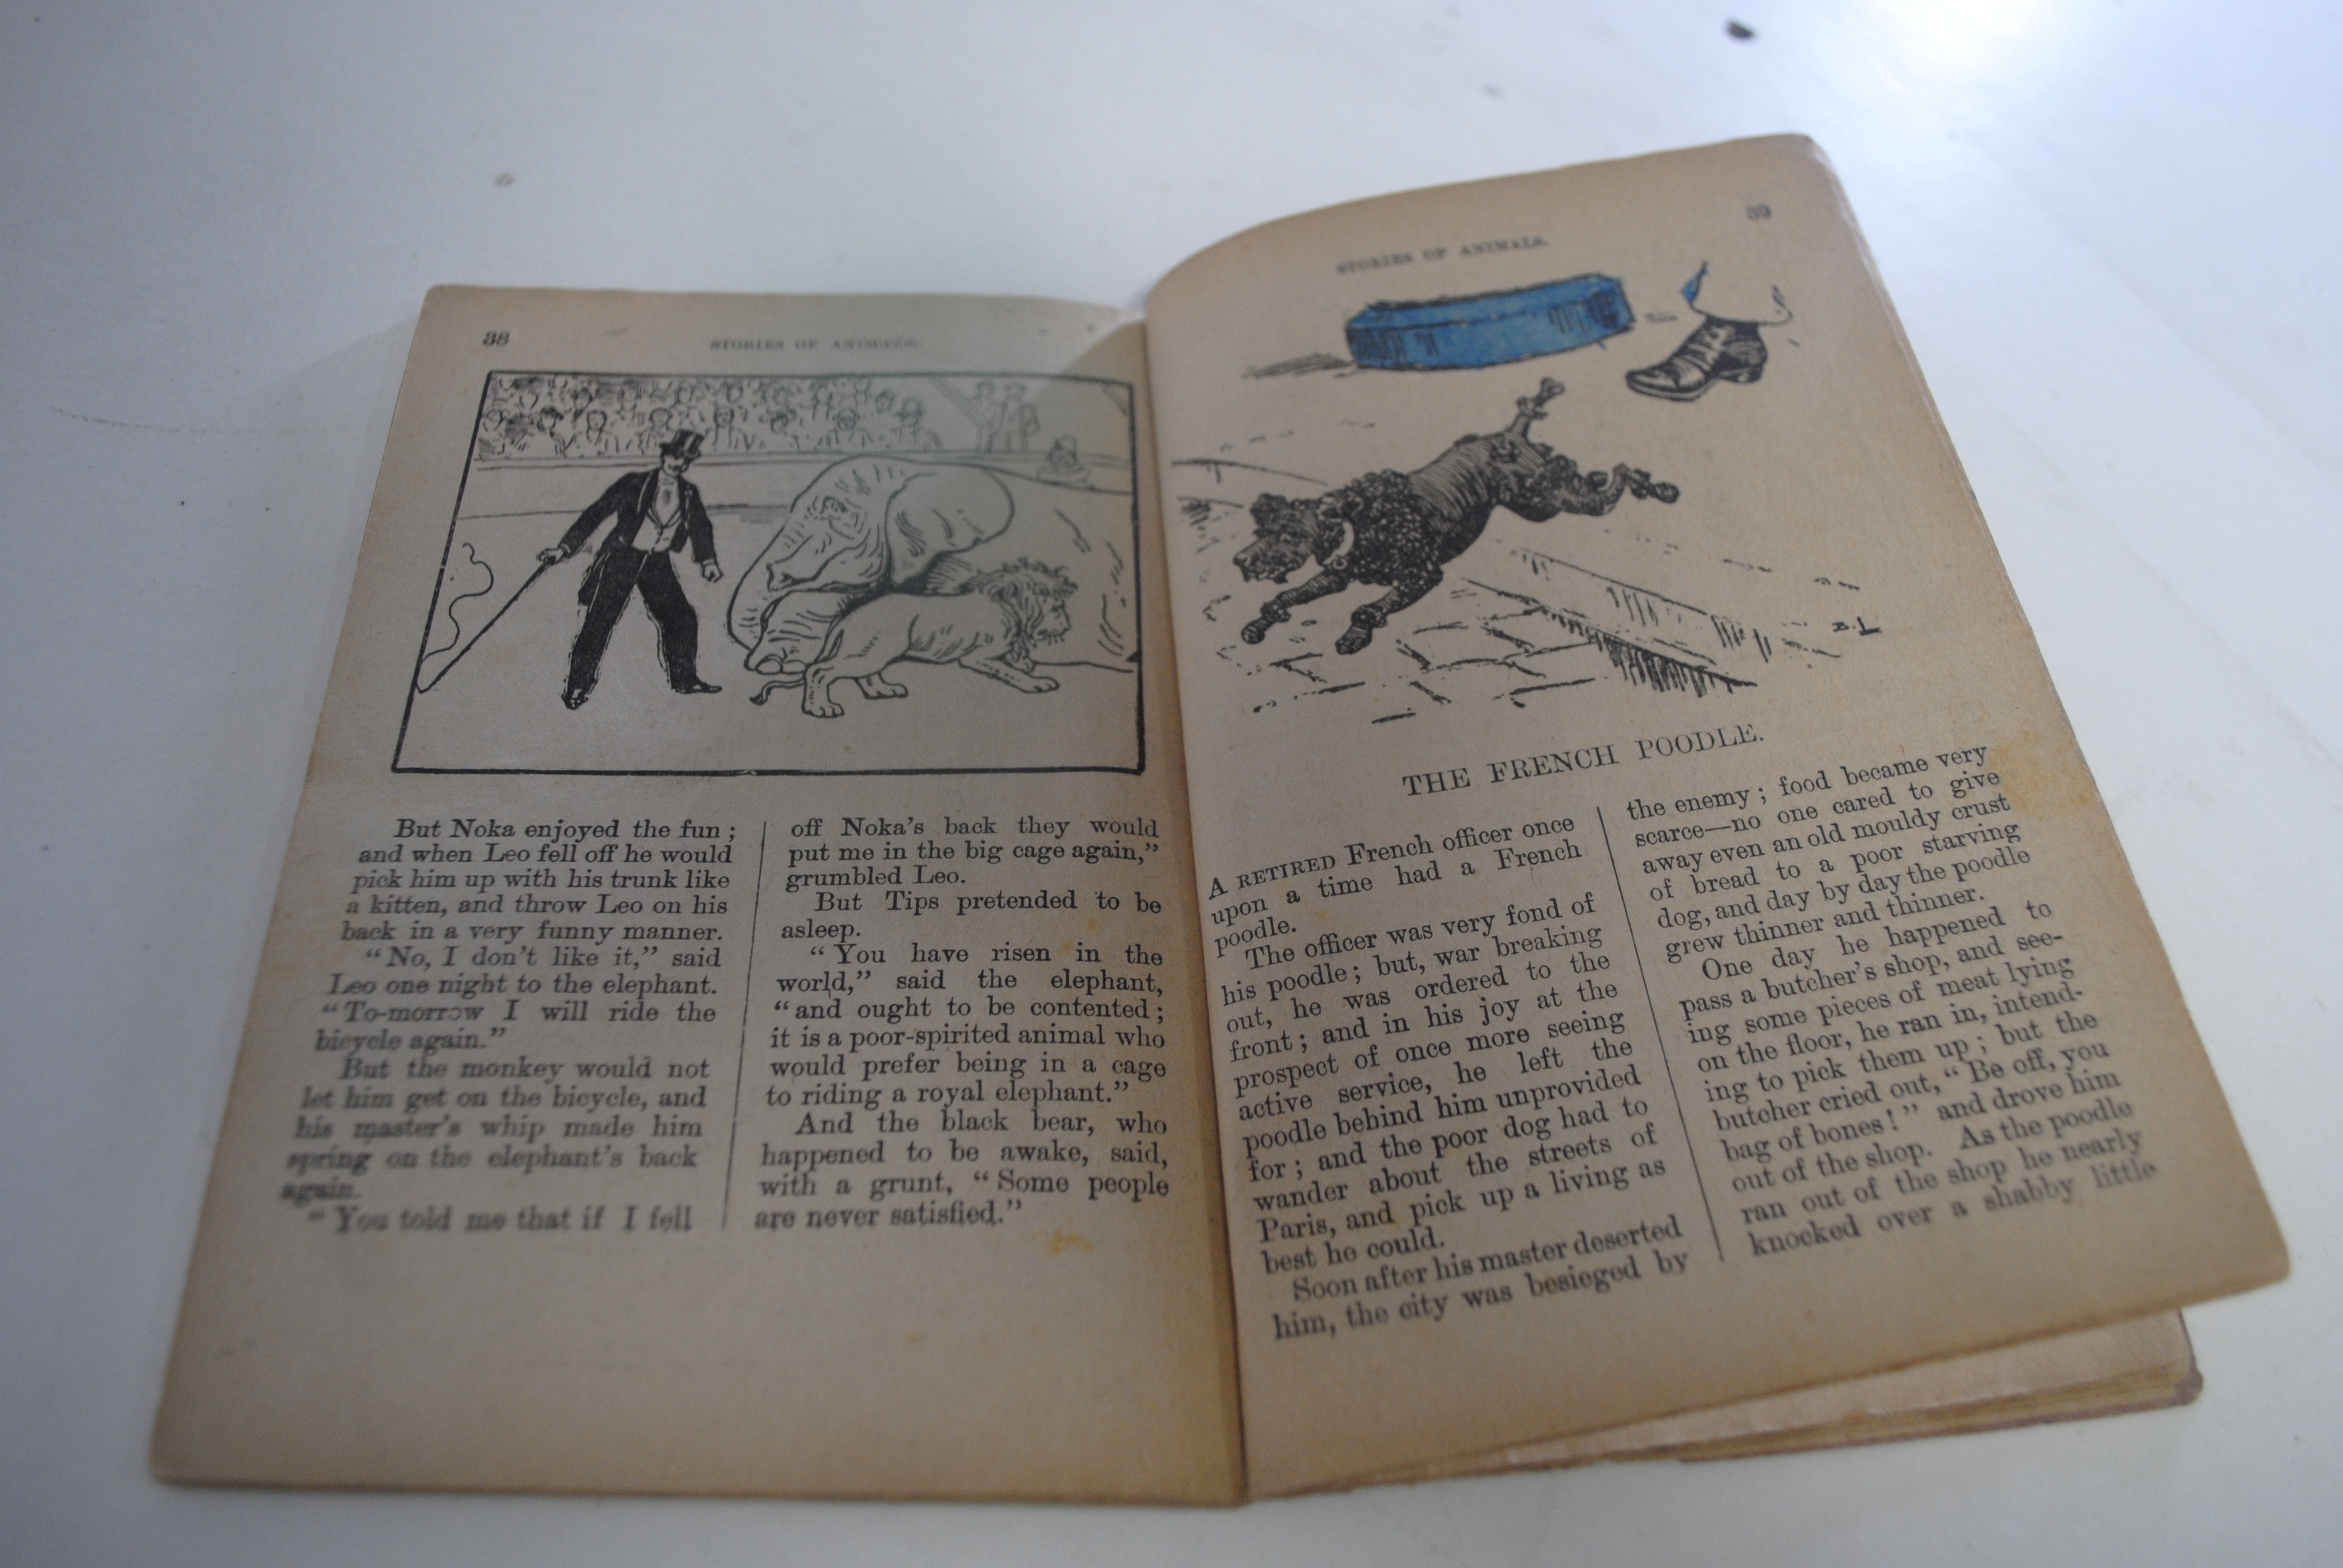 38
STORIES OF ANIMALS.
But Noka enjoyed the fun;
and when Leo fell off he would
pick him up with his trunk like
a kitten, and throw Leo on his
back in a very funny manner.
"No, I don't like it," said
Leo one night to the elephant.
"To-morrow I will ride the
bicycle again."
But the monkey would not
let him get on the bicycle, and
his master's whip made him
spring on the elephant's back
again.
"You told me that if I fell
off Noka's back they would
put me in the big cage again,"
grumbled Leo.
But Tips pretended to be
asleep.
"You have risen in the
world," said the elephant,
"and ought to be contented;
it is a poor-spirited animal who
would prefer being in a cage
to riding a royal elephant."
And the black bear, who
happened to be awake, said,
with a grunt, "Some people
are never satisfied."
STORIES OF ANIMALS.
39
THE FRENCH POODLE.
A RETIRED French officer once
upon a time had a French
poodle.
The officer was very fond of
his poodle; but, war breaking
out, he was ordered to the
front; and in his joy at the
prospect of once more seeing
active service, he left the
poodle behind him unprovided
for; and the poor dog had to
wander about the streets of
Paris, and pick up a living as
best he could.
Soon after his master deserted
him, the city was besieged by
the enemy; food became very
scarce—no one cared to give
away even an old mouldy crust
of bread to a poor starving
dog, and day by day the poodle
grew thinner and thinner.
One day he happened to
pass a butcher's shop, and see-
ing some pieces of meat lying
on the floor, he ran in, intend-
ing to pick them up; but the
butcher cried out, "Be off, you
bag of bones!" and drove him
out of the shop. As the poodle
ran out of the shop he nearly
knocked over a shabby little